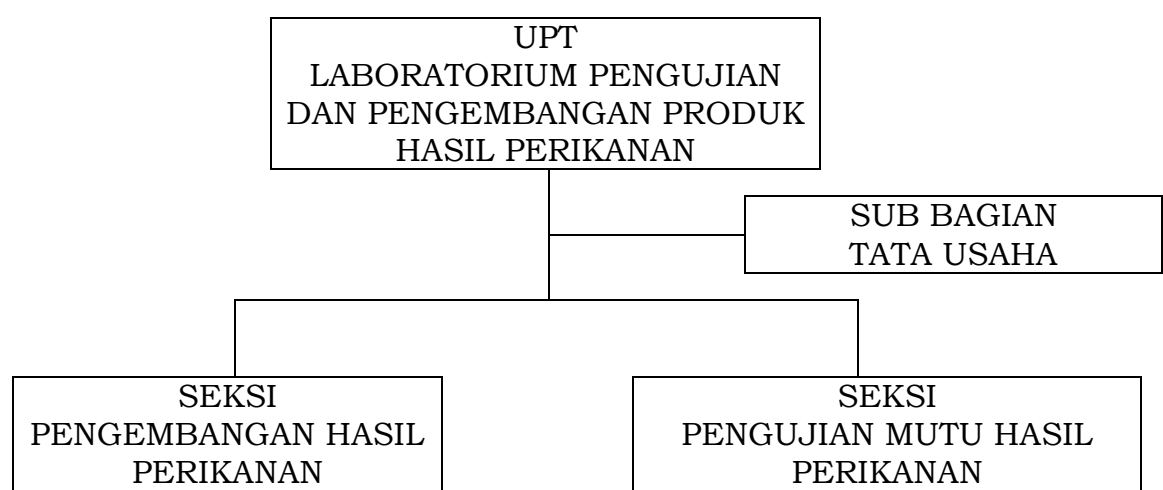 UPT
LABORATORIUM PENGUJIAN
DAN PENGEMBANGAN PRODUK
HASIL PERIKANAN
SUB BAGIAN
TATA USAHA
SEKSI
PENGEMBANGAN HASIL
PERIKANAN
SEKSI
PENGUJIAN MUTU HASIL
PERIKANAN